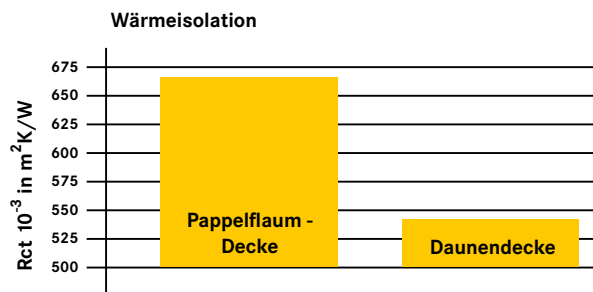 Wärmeisolation
675
650
625
600
575
550
525
500
Rct 10⁻³ in m²K/W
Pappelflaum -
Decke
Daunendecke